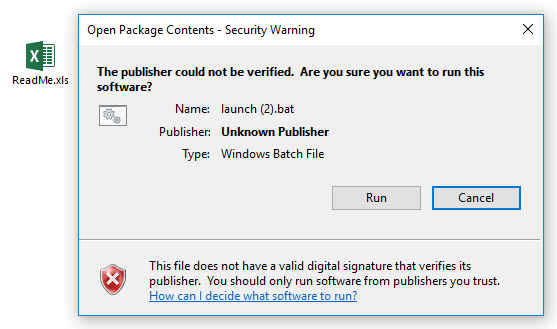 Open Package Contents - Security Warning
ReadMe.xls
The publisher could not be verified.  Are you sure you want to run this
software?
Name: launch (2).bat
Publisher: Unknown Publisher
Type: Windows Batch File
Run Cancel
This file does not have a valid digital signature that verifies its
publisher.  You should only run software from publishers you trust.
How can I decide what software to run?